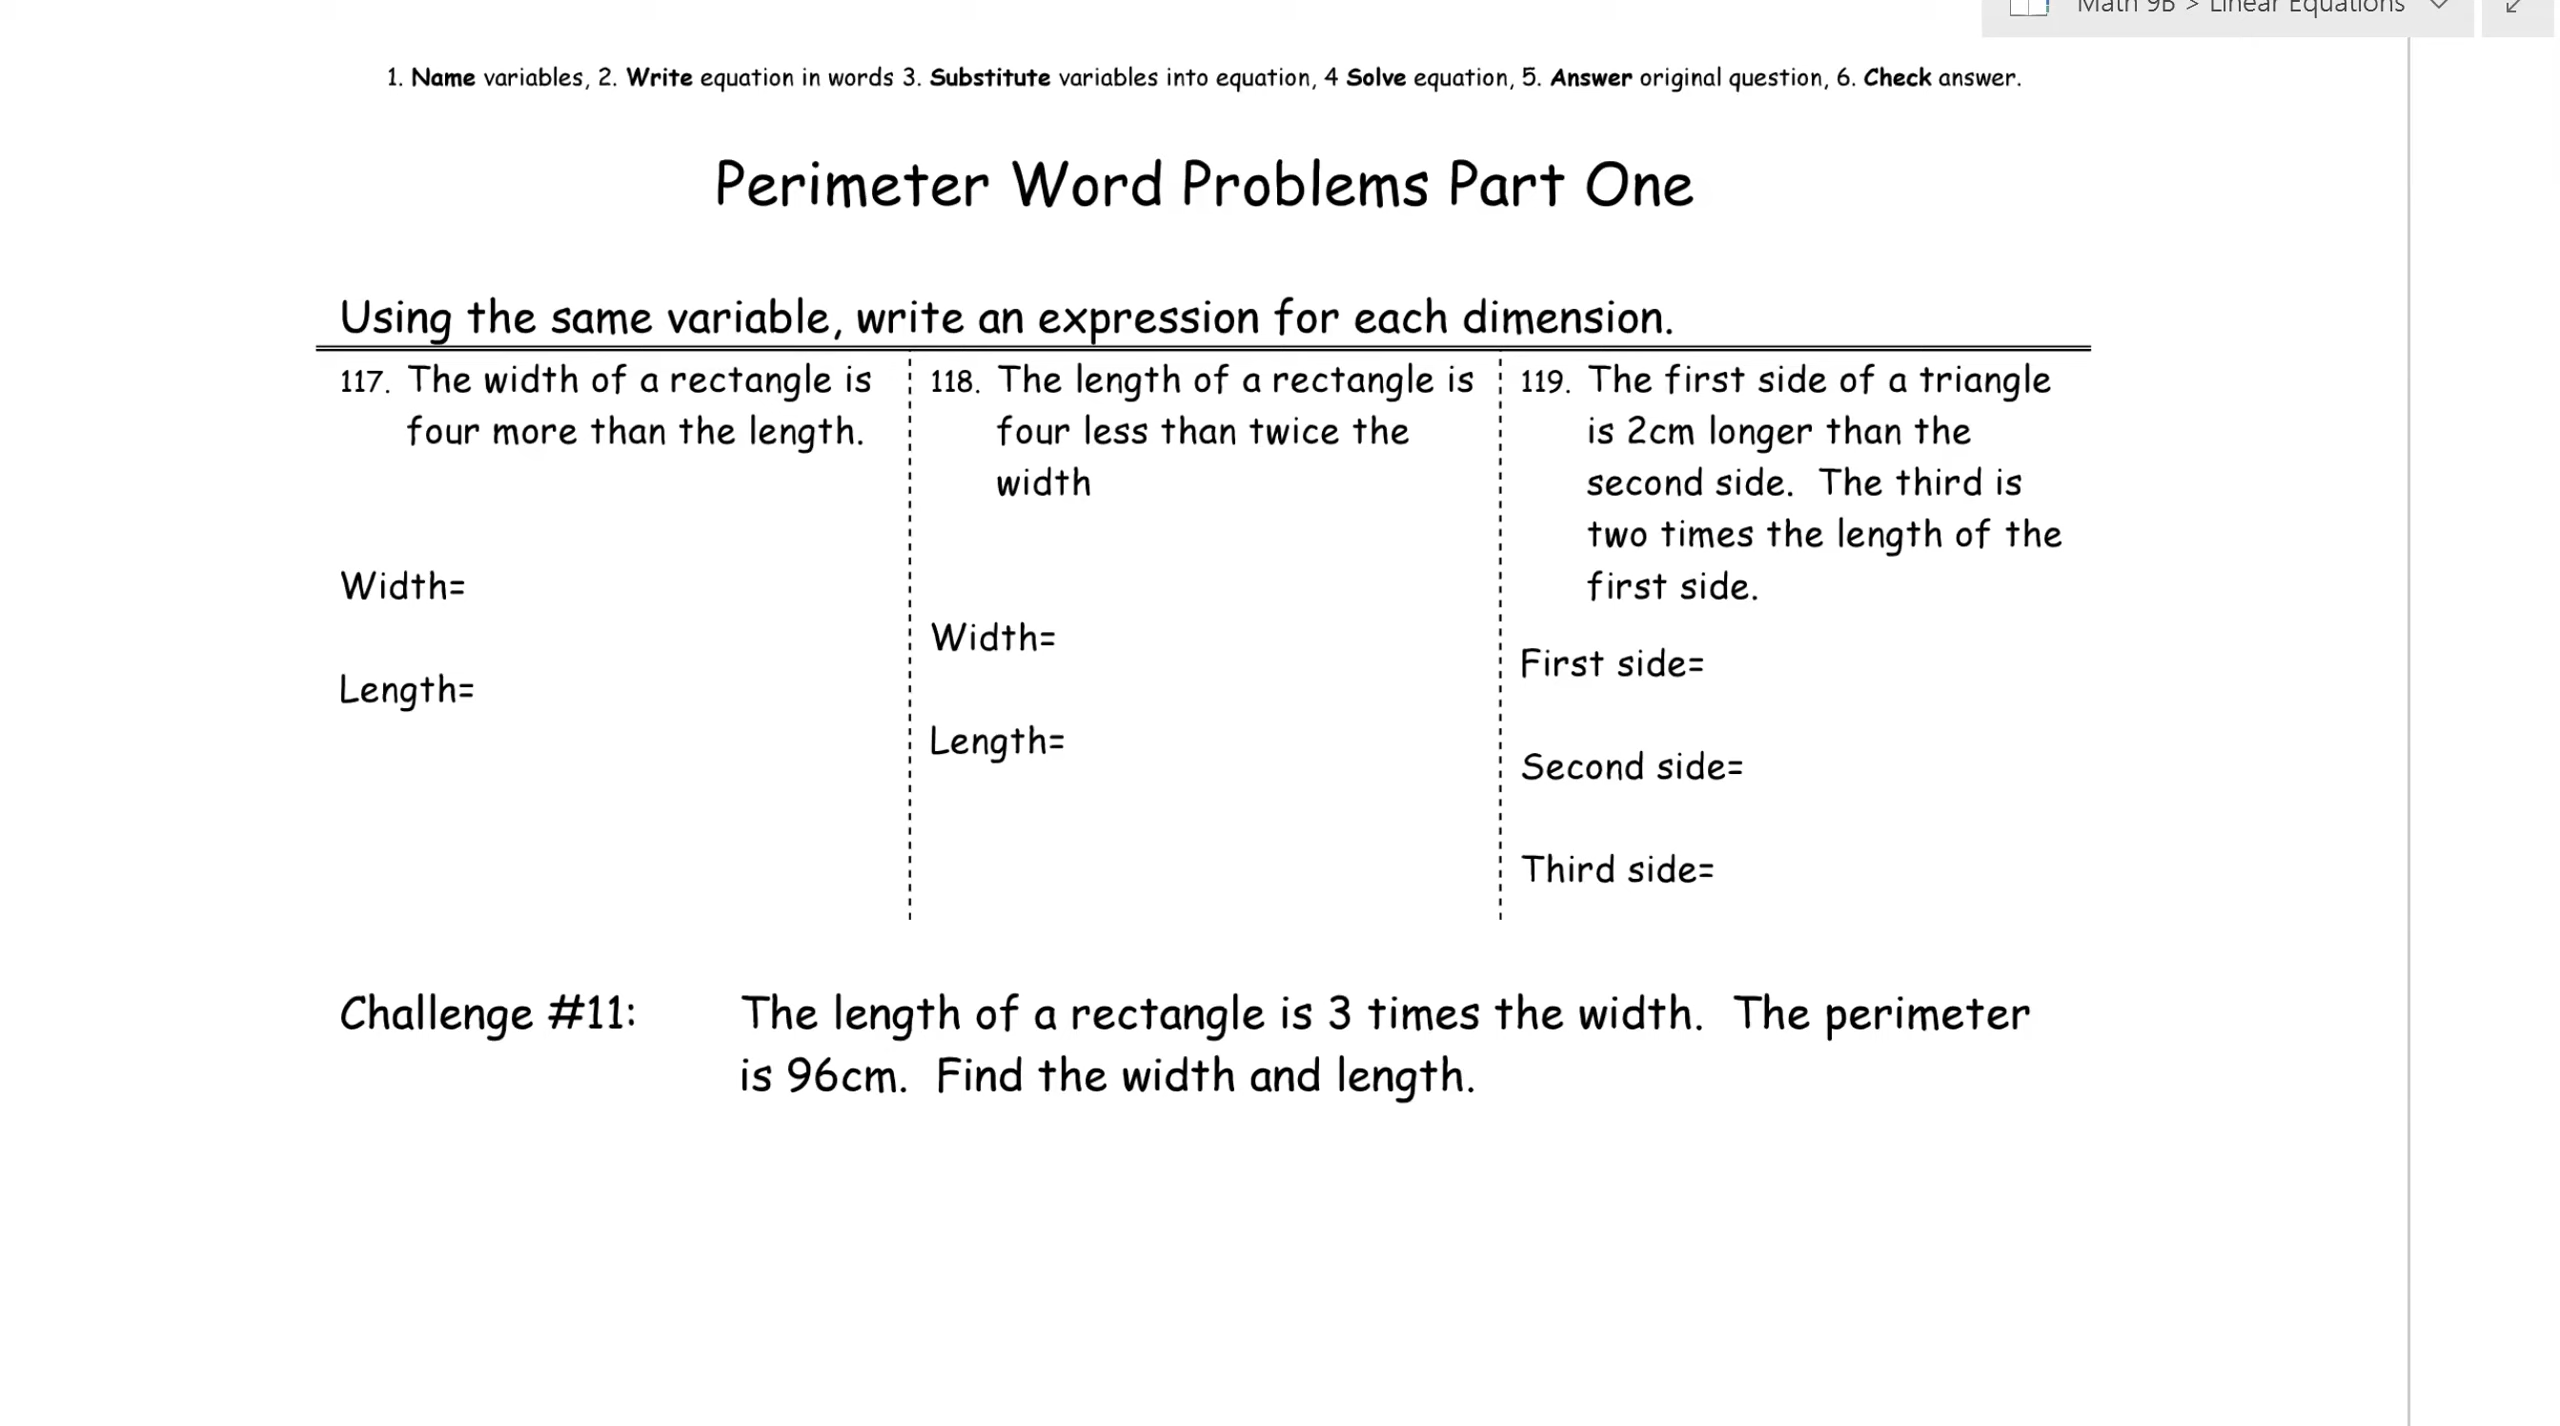 Math 9B > Linear Equations
1. Name variables, 2. Write equation in words 3. Substitute variables into equation, 4 Solve equation, 5. Answer original question, 6. Check answer.
Perimeter Word Problems Part One
Using the same variable, write an expression for each dimension.
117. The width of a rectangle is
four more than the length.
Width=
Length=
118. The length of a rectangle is
four less than twice the
width
Width=
Length=
119. The first side of a triangle
is 2cm longer than the
second side. The third is
two times the length of the
first side.
First side=
Second side=
Third side=
Challenge #11: The length of a rectangle is 3 times the width. The perimeter
is 96cm. Find the width and length.